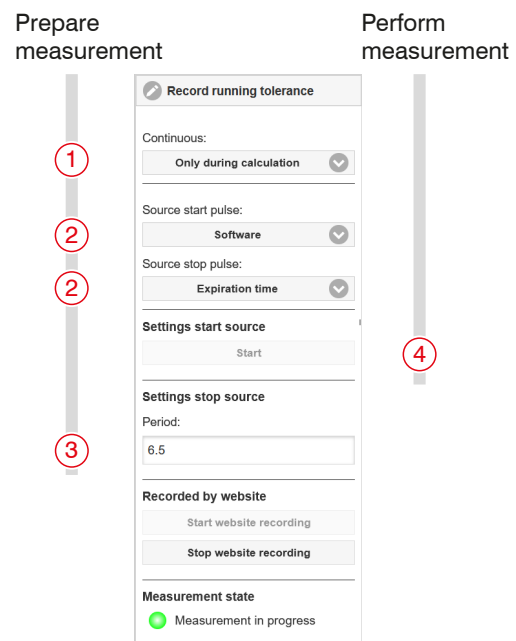 Prepare
measurement
Perform
measurement
Record running tolerance
Continuous:
1
Only during calculation
Source start pulse:
2
Software
Source stop pulse:
2
Expiration time
Settings start source
Start
4
Settings stop source
Period:
3
6.5
Recorded by website
Start website recording
Stop website recording
Measurement state
Measurement in progress